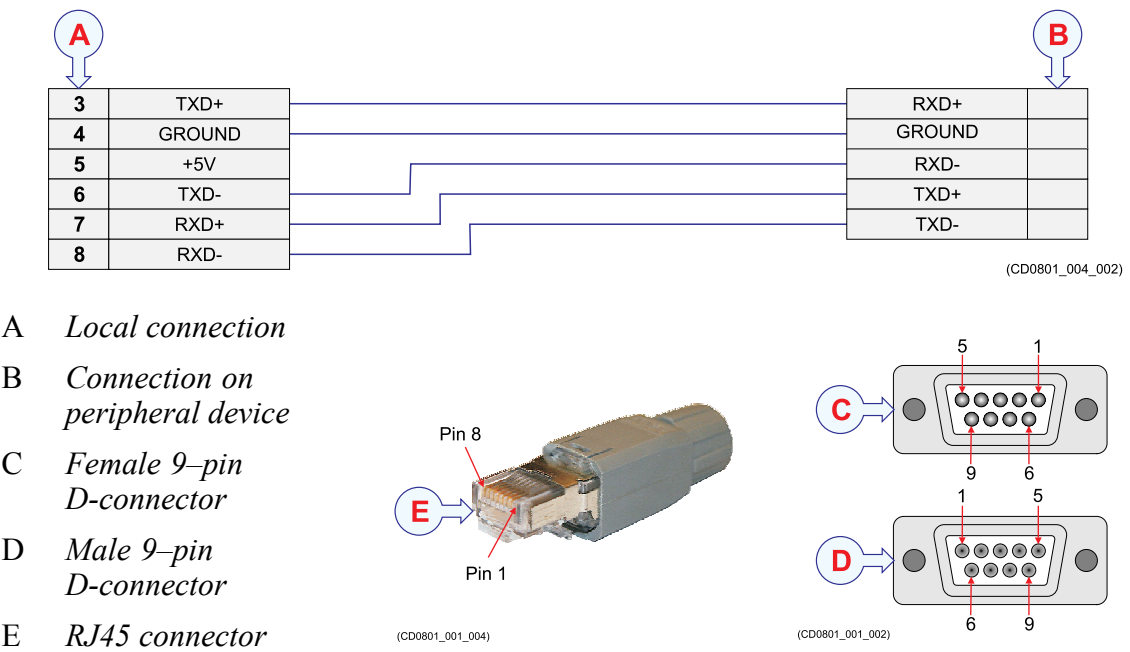 A
B
3 TXD+
4 GROUND
5 +5V
6 TXD-
7 RXD+
8 RXD-
RXD+
GROUND
RXD-
TXD+
TXD-
(CD0801_004_002)
A Local connection
B Connection on
peripheral device
C Female 9–pin
D-connector
D Male 9–pin
D-connector
E RJ45 connector
Pin 8
E
Pin 1
(CD0801_001_004)
5 1
C
9 6
1 5
D
6 9
(CD0801_001_002)